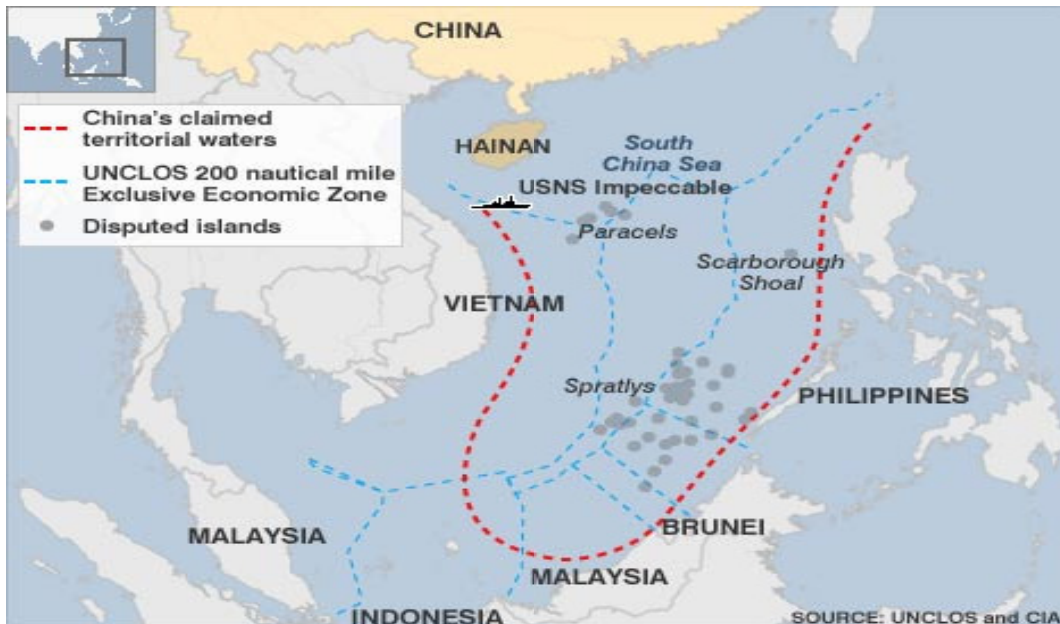 CHINA
China's claimed
territorial waters
UNCLOS 200 nautical mile
Exclusive Economic Zone
Disputed islands
HAINAN
South
China Sea
USNS Impeccable
Paracels
Scarborough
Shoal
VIETNAM
Spratlys
PHILIPPINES
MALAYSIA
BRUNEI
MALAYSIA
INDONESIA
SOURCE: UNCLOS and CIA